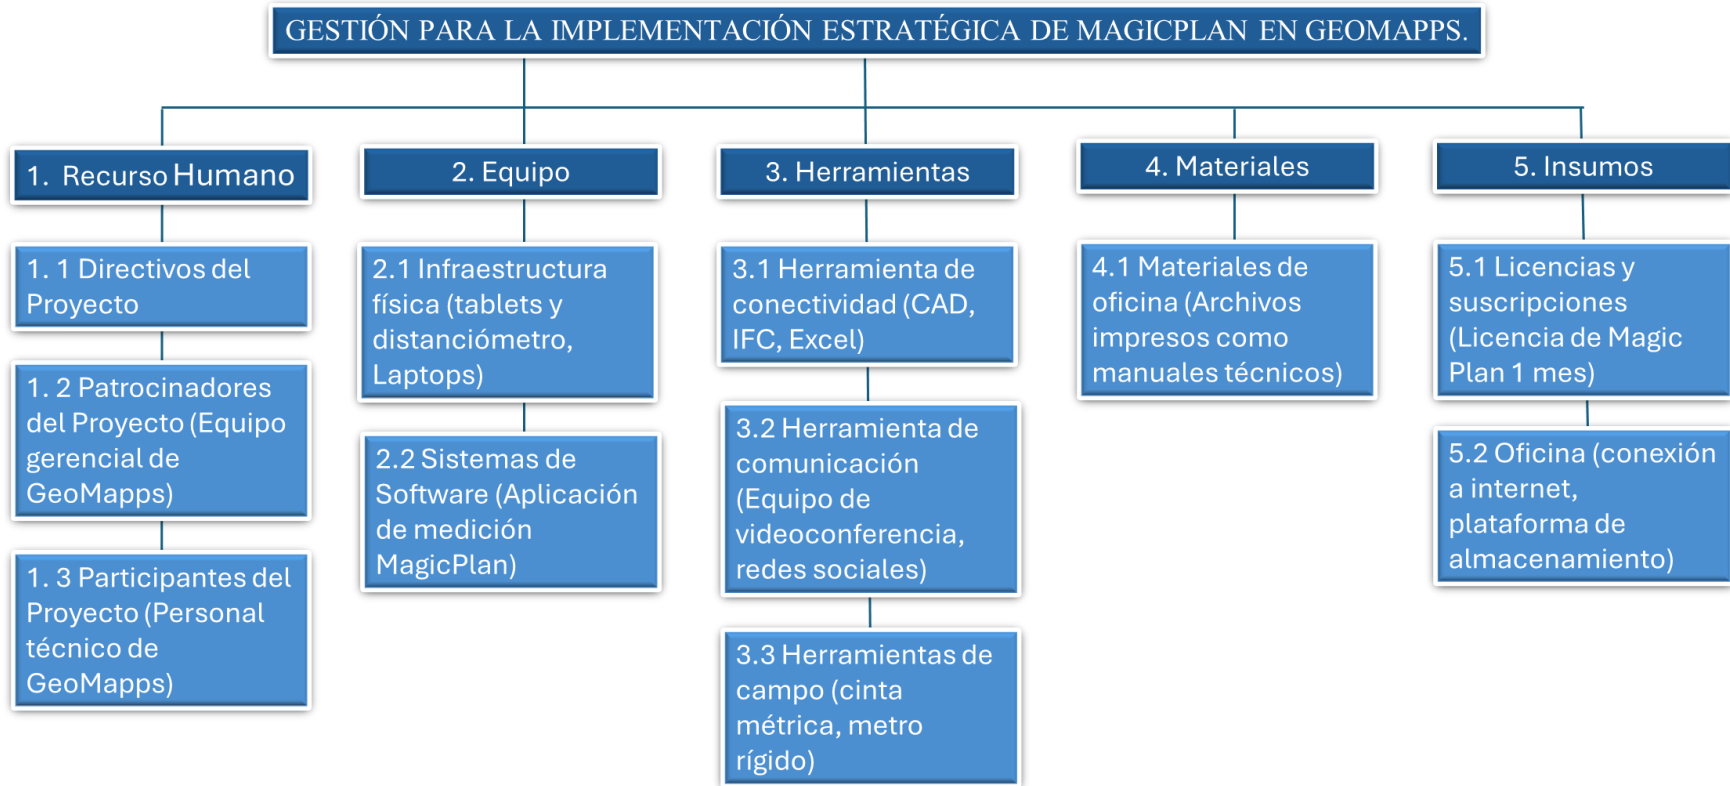 GESTIÓN PARA LA IMPLEMENTACIÓN ESTRATÉGICA DE MAGICPLAN EN GEOMAPPS.
1. Recurso Humano
1. 1 Directivos del
Proyecto
1. 2 Patrocinadores
del Proyecto (Equipo
gerencial de
GeoMapps)
1. 3 Participantes del
Proyecto (Personal
técnico de
GeoMapps)
2. Equipo
2.1 Infraestructura
física (tablets y
distanciómetro,
Laptops)
2.2 Sistemas de
Software (Aplicación
de medición
MagicPlan)
3. Herramientas
3.1 Herramienta de
conectividad (CAD,
IFC, Excel)
3.2 Herramienta de
comunicación
(Equipo de
videoconferencia,
redes sociales)
3.3 Herramientas de
campo (cinta
métrica, metro
rígido)
4. Materiales
4.1 Materiales de
oficina (Archivos
impresos como
manuales técnicos)
5. Insumos
5.1 Licencias y
suscripciones
(Licencia de Magic
Plan 1 mes)
5.2 Oficina (conexión
a internet,
plataforma de
almacenamiento)